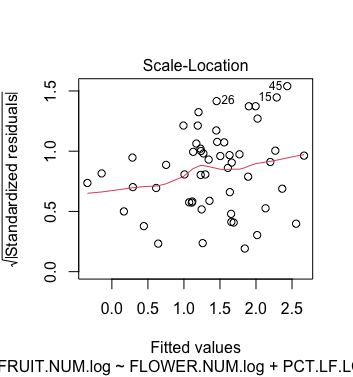 Scale-Location
√|Standardized residuals|
1.5
1.0
0.5
0.0
45
15
26
0.0 0.5 1.0 1.5 2.0 2.5
Fitted values
FRUIT.NUM.log ~ FLOWER.NUM.log + PCT.LF.L